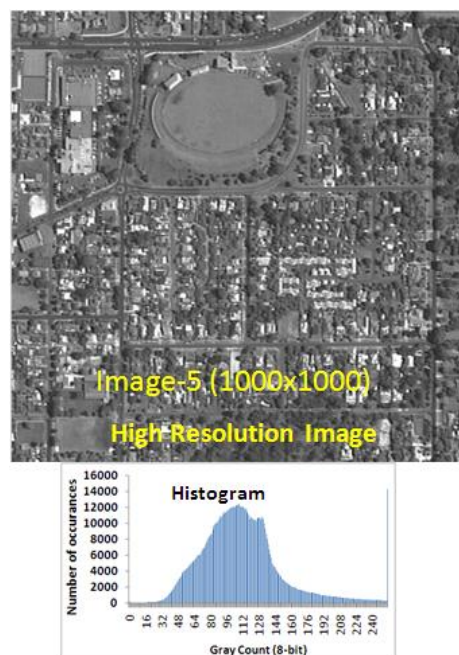 Image-5 (1000x1000)
High Resolution Image
Histogram
Number of occurances
16000
14000
12000
10000
8000
6000
4000
2000
0
0 16 32 48 64 80 96 112 128 144 160 176 192 208 224 240
Gray Count (8-bit)